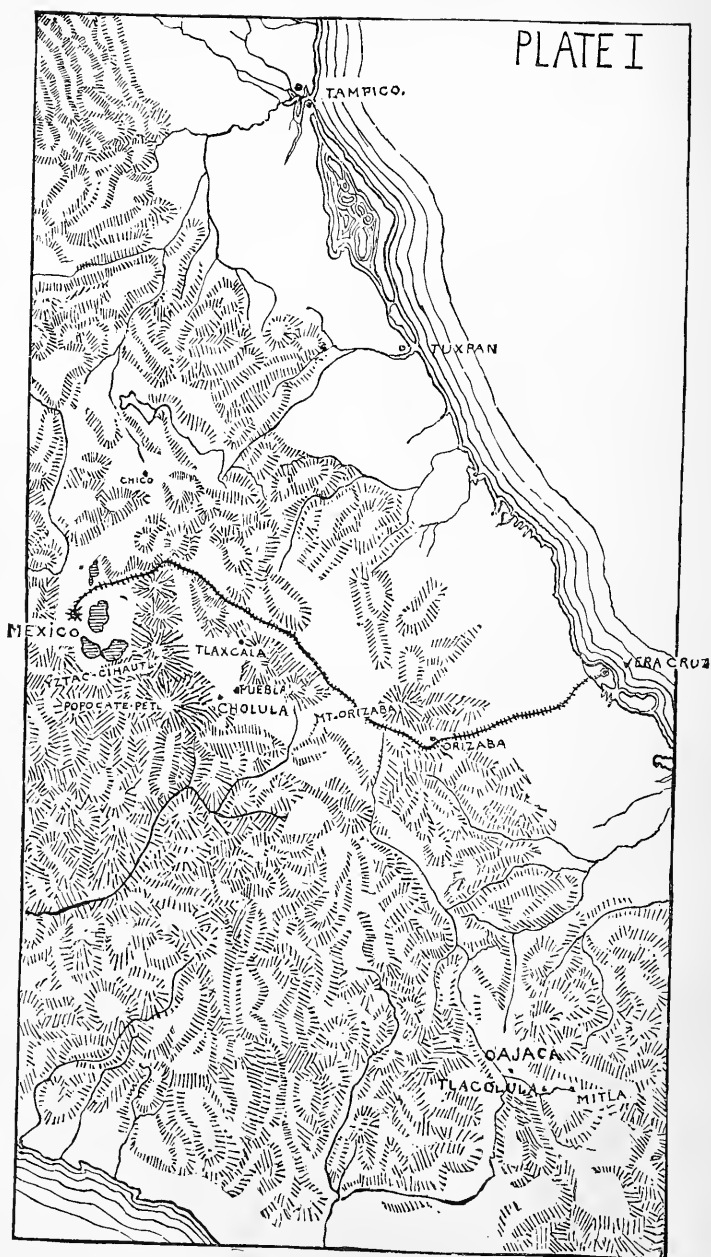 PLATE I
TAMPICO.
TUXPAN
CHICO
MEXICO
TLAXCALA
VERA CRUZ
YZTAC-CIHAUTL
PUEBLA
POPOCATE-PETL
CHOLULA
MT. ORIZABA
ORIZABA
OAJACA
TLACOLULA
MITLA